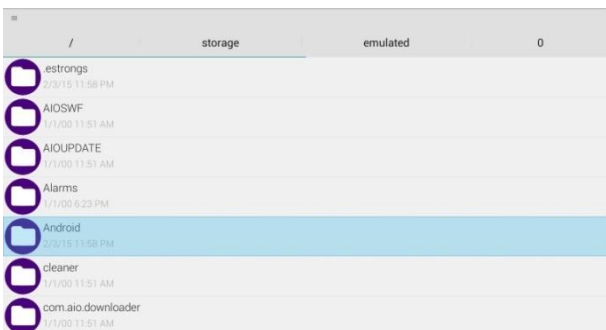 / storage emulated 0
.estrongs
2/3/15 11:58 PM
AIOSWF
1/1/00 11:51 AM
AIOUPDATE
1/1/00 11:51 AM
Alarms
1/1/00 6:23 PM
Android
2/3/15 11:58 PM
cleaner
1/1/00 11:51 AM
com.aio.downloader
1/1/00 11:51 AM